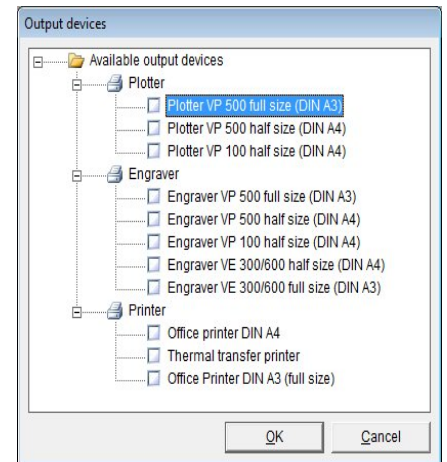 Output devices
Available output devices
Plotter
Plotter VP 500 full size (DIN A3)
Plotter VP 500 half size (DIN A4)
Plotter VP 100 half size (DIN A4)
Engraver
Engraver VP 500 full size (DIN A3)
Engraver VP 500 half size (DIN A4)
Engraver VP 100 half size (DIN A4)
Engraver VE 300/600 half size (DIN A4)
Engraver VE 300/600 full size (DIN A3)
Printer
Office printer DIN A4
Thermal transfer printer
Office Printer DIN A3 (full size)
OK Cancel